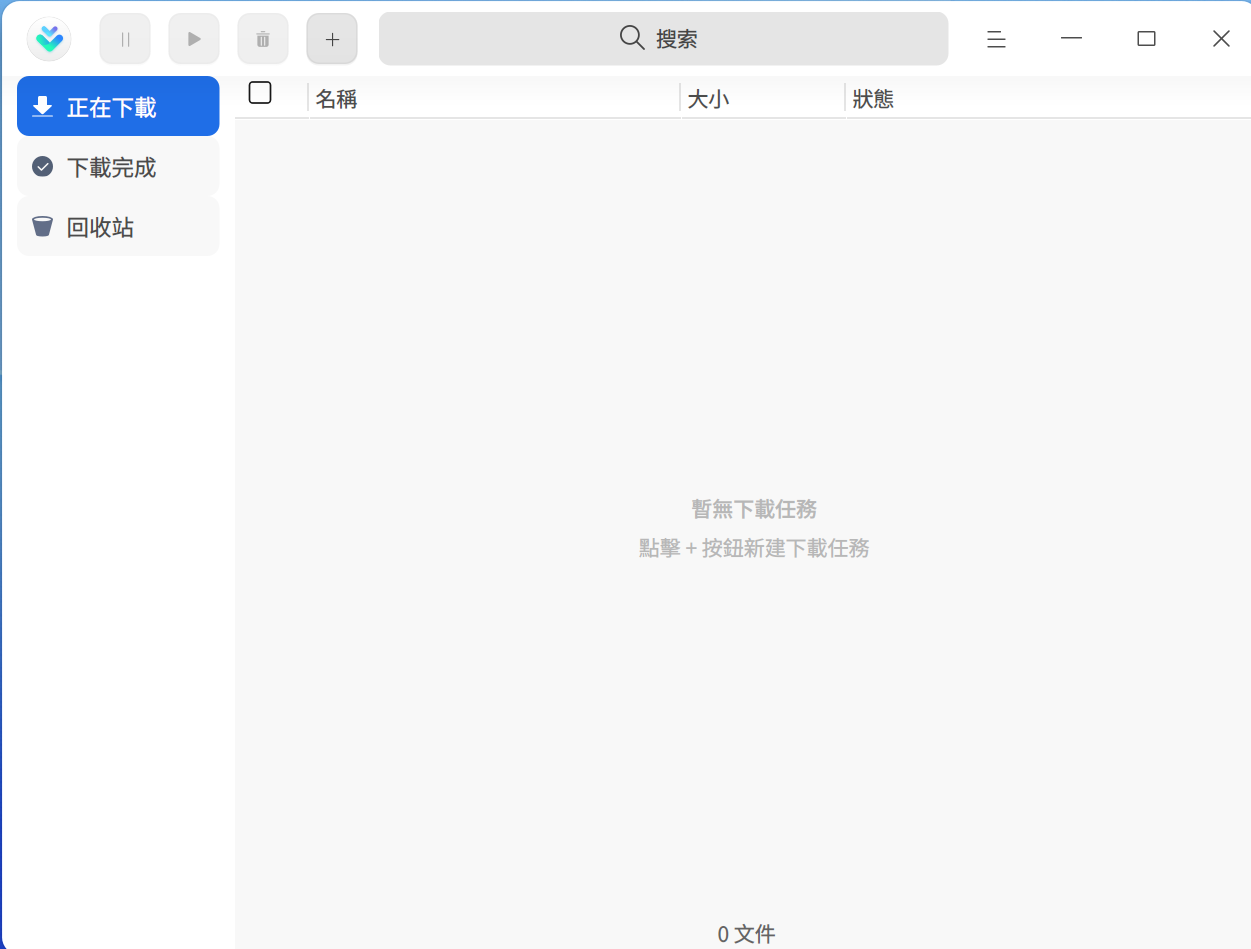 搜索
正在下載
下載完成
回收站
名稱 大小 狀態
暫無下載任務
點擊 + 按鈕新建下載任務
0 文件